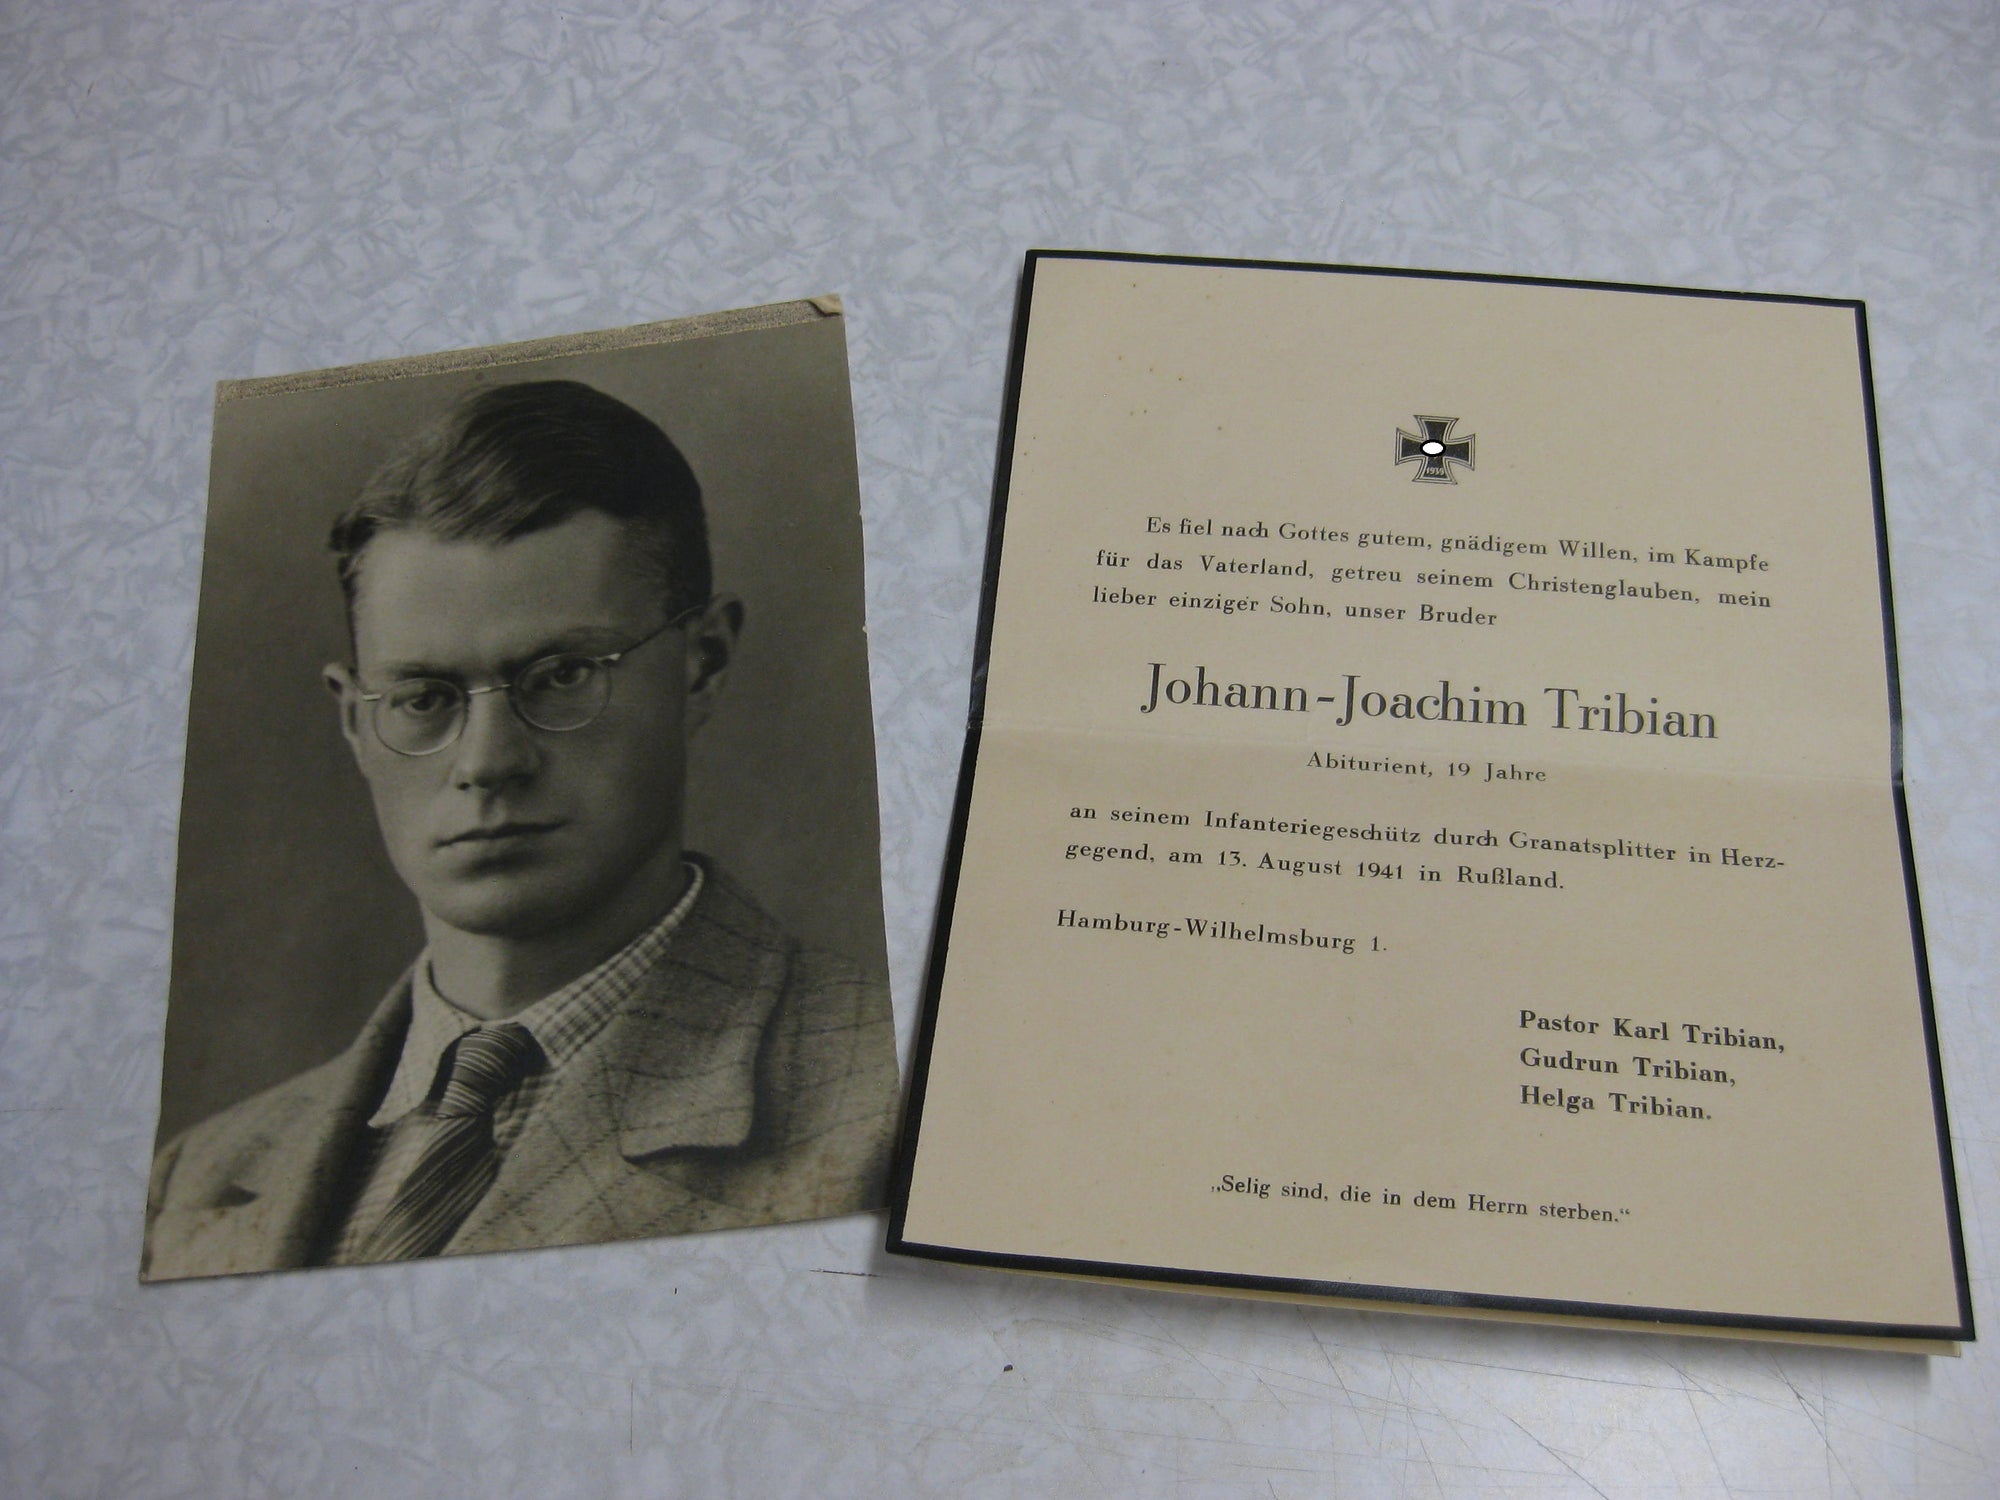 1939
Es fiel nach Gottes gutem, gnädigem Willen, im Kampfe
für das Vaterland, getreu seinem Christenglauben, mein
lieber einziger Sohn, unser Bruder
Johann-Joachim Tribian
Abiturient, 19 Jahre
an seinem Infanteriegeschütz durch Granatsplitter in Herz-
gegend, am 13. August 1941 in Rußland.
Hamburg-Wilhelmsburg 1.
Pastor Karl Tribian,
Gudrun Tribian,
Helga Tribian.
„Selig sind, die in dem Herrn sterben.“